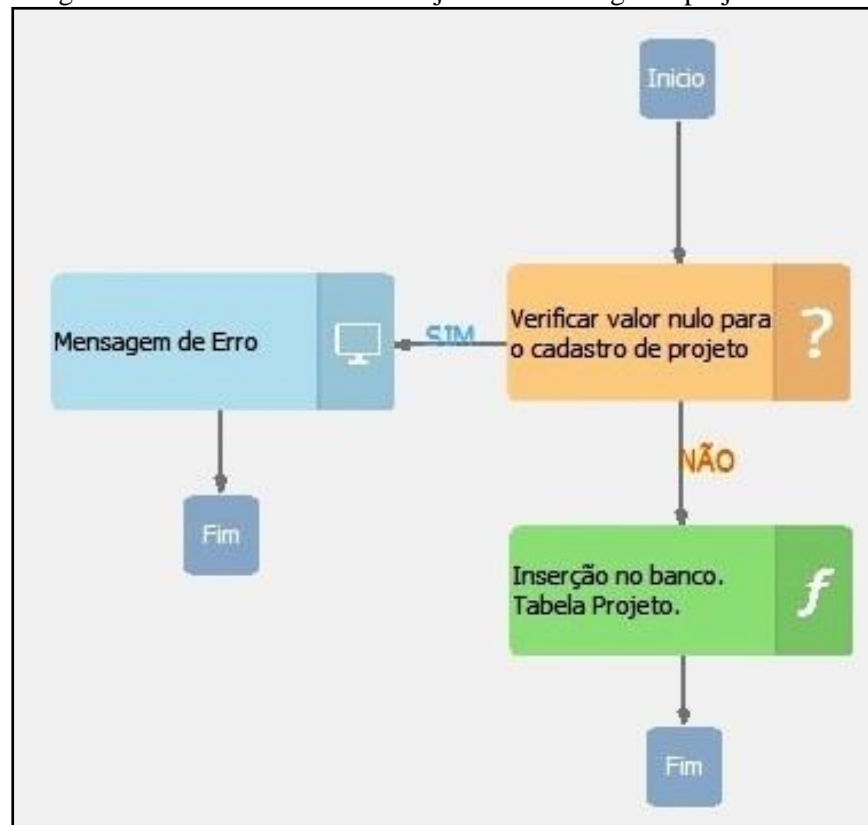 Inicio
Verificar valor nulo para
o cadastro de projeto
?
SIM
Mensagem de Erro
Fim
NÃO
Inserção no banco.
Tabela Projeto.
f
Fim